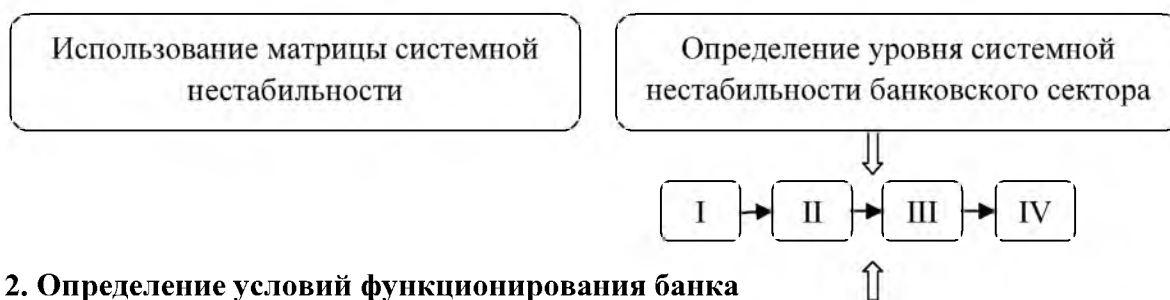 Использование матрицы системной
нестабильности
Определение уровня системной
нестабильности банковского сектора
I II III IV
2. Определение условий функционирования банка